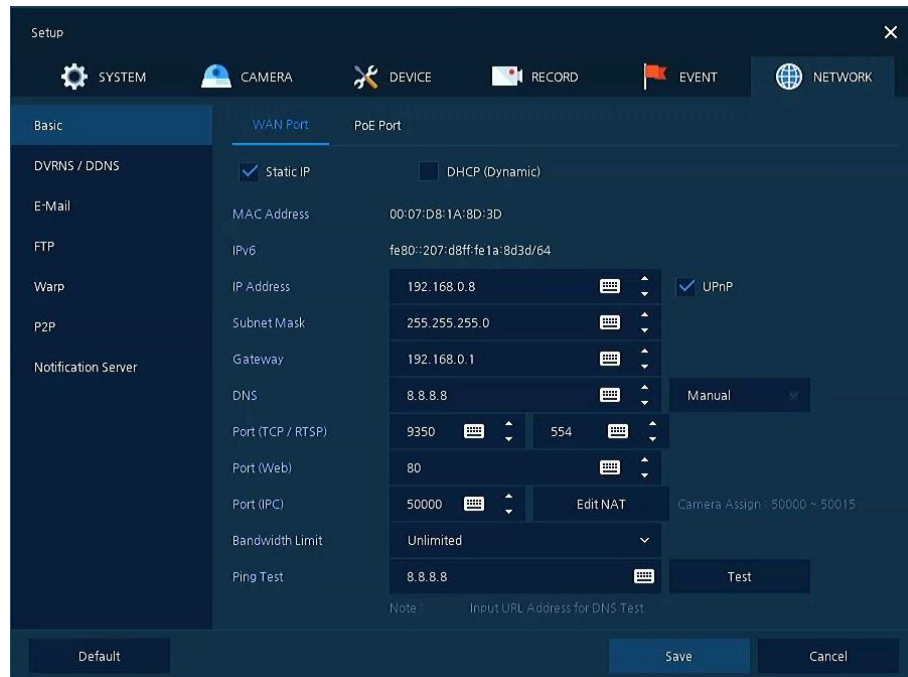 Setup
SYSTEM CAMERA DEVICE RECORD EVENT NETWORK
Basic
DVRNS / DDNS
E-Mail
FTP
Warp
P2P
Notification Server
WAN Port PoE Port
Static IP DHCP (Dynamic)
MAC Address 00:07:D8:1A:8D:3D
IPv6 fe80::207:d8ff:fe1a:8d3d/64
IP Address 192.168.0.8 UPnP
Subnet Mask 255.255.255.0
Gateway 192.168.0.1
DNS 8.8.8.8 Manual
Port (TCP / RTSP) 9350 554
Port (Web) 80
Port (IPC) 50000 Edit NAT Camera Assign : 50000 ~ 50015
Bandwidth Limit Unlimited
Ping Test 8.8.8.8 Test
Note : Input URL Address for DNS Test.
Default Save Cancel